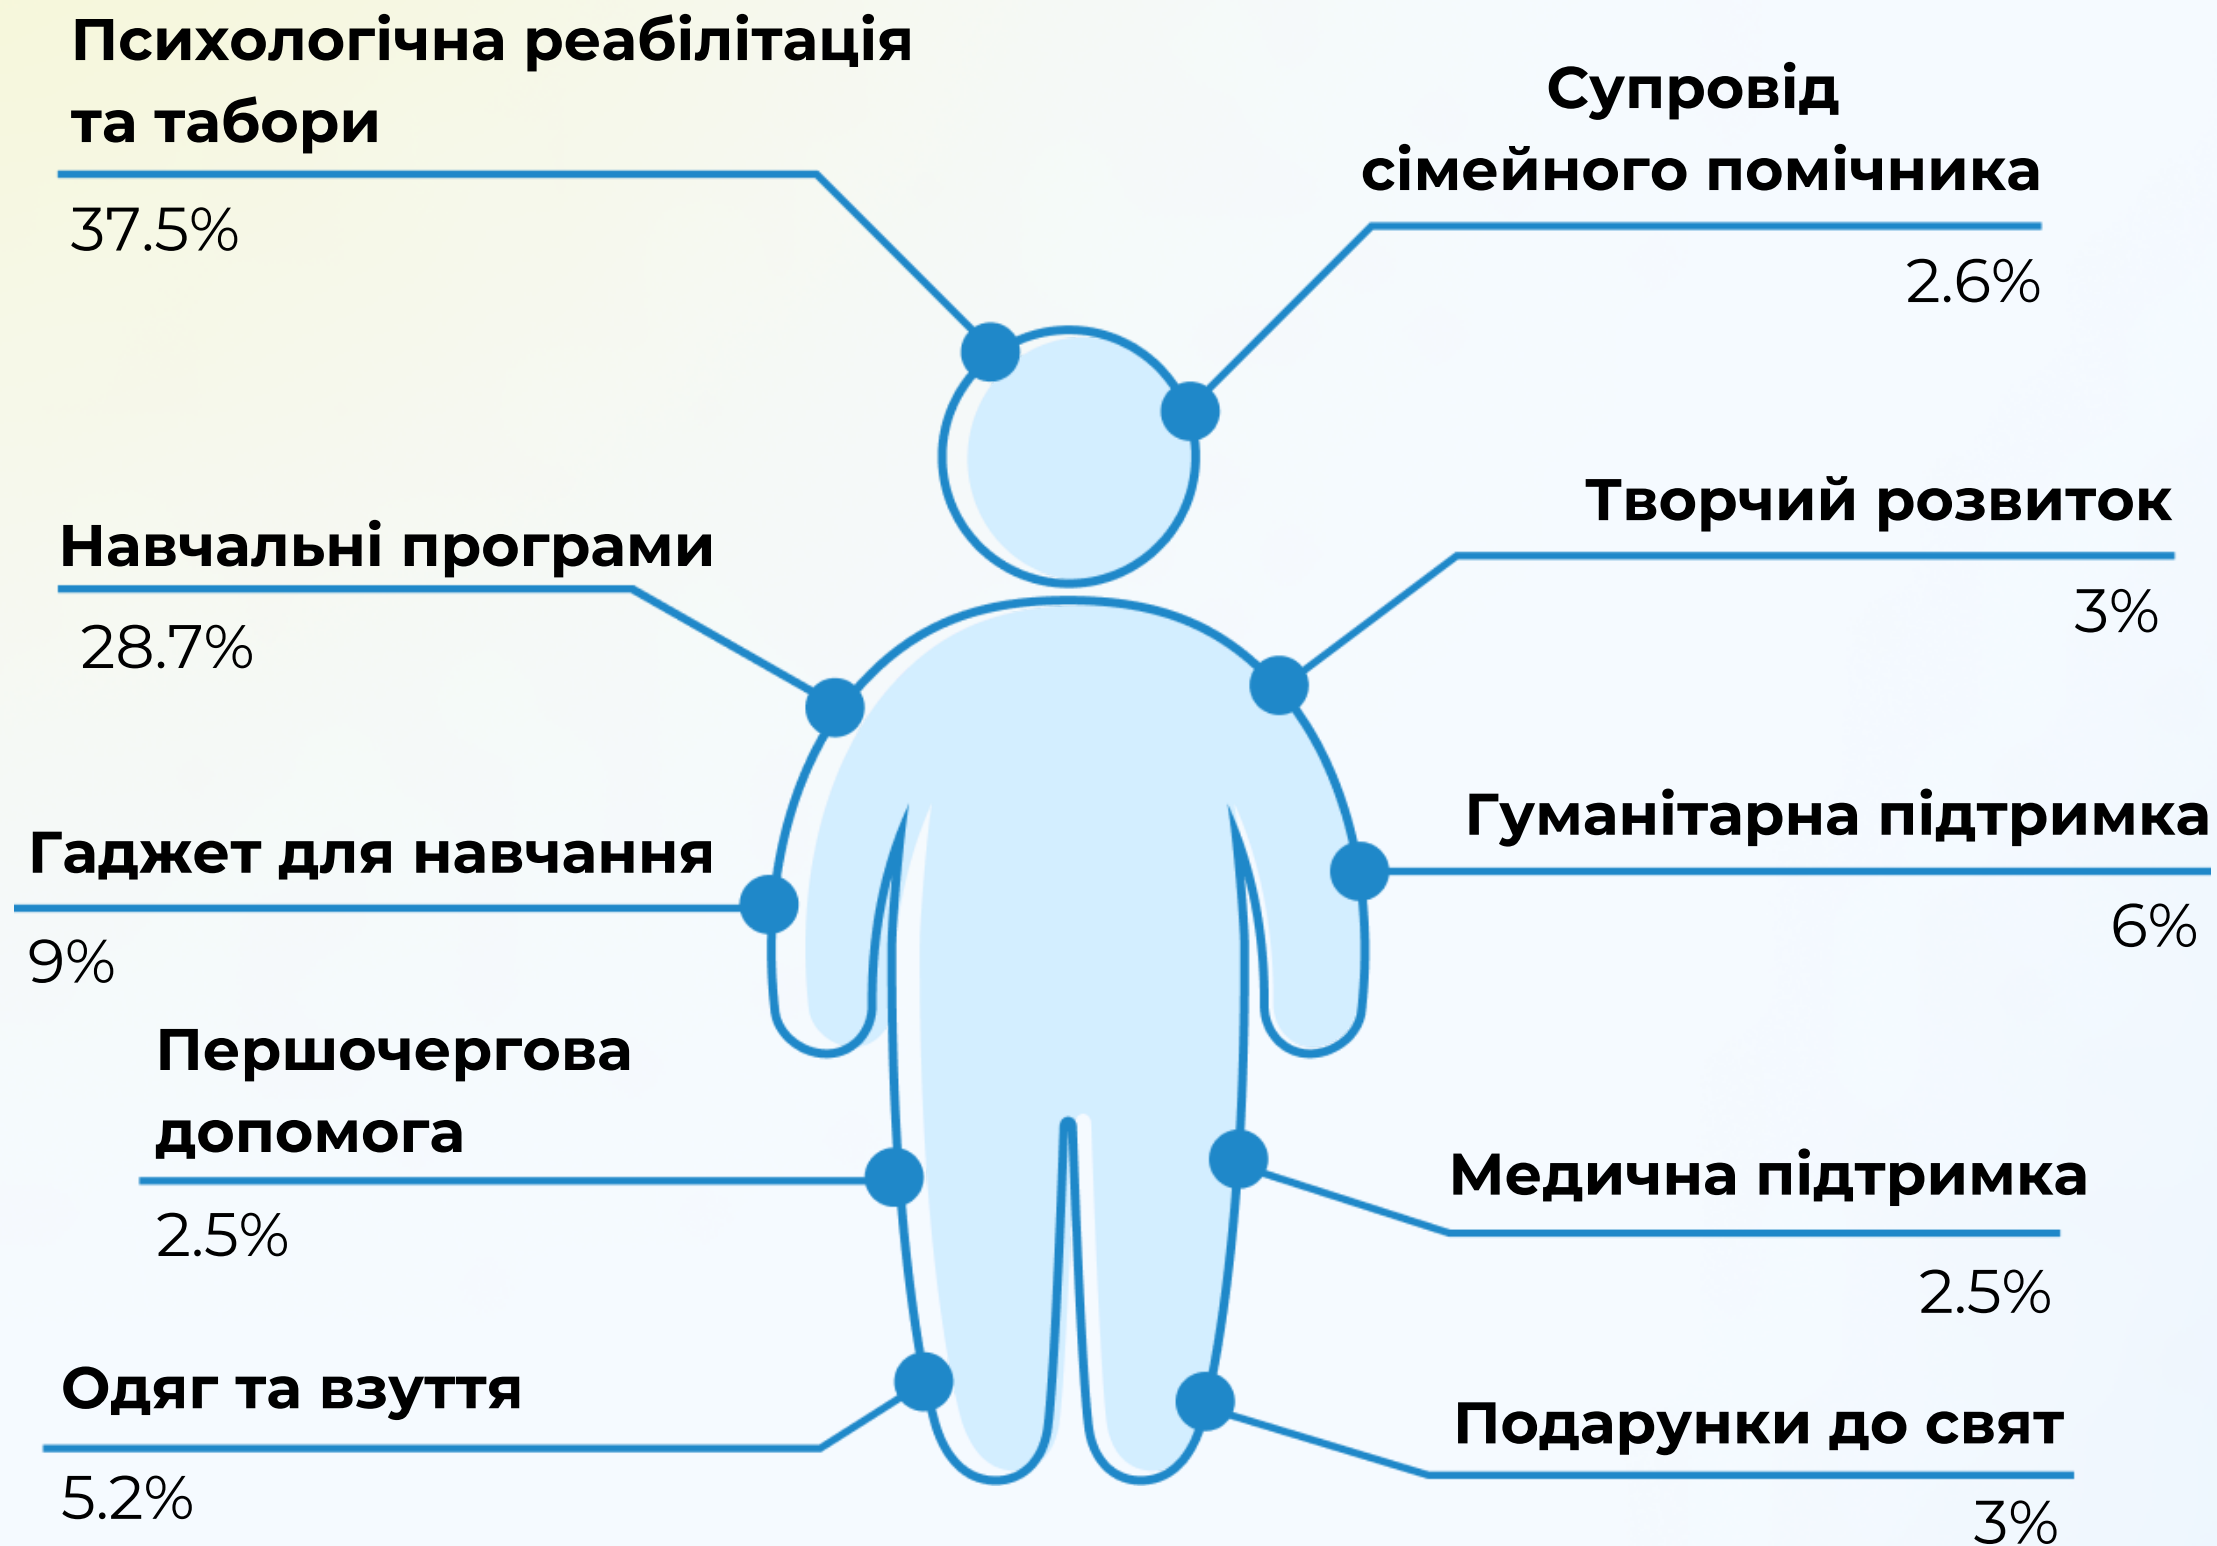 Психологічна реабілітація
та табори
37.5%
Супровід
сімейного помічника
2.6%
Навчальні програми
28.7%
Творчий розвиток
3%
Гаджет для навчання
9%
Гуманітарна підтримка
6%
Першочергова
допомога
2.5%
Медична підтримка
2.5%
Одяг та взуття
5.2%
Подарунки до свят
3%